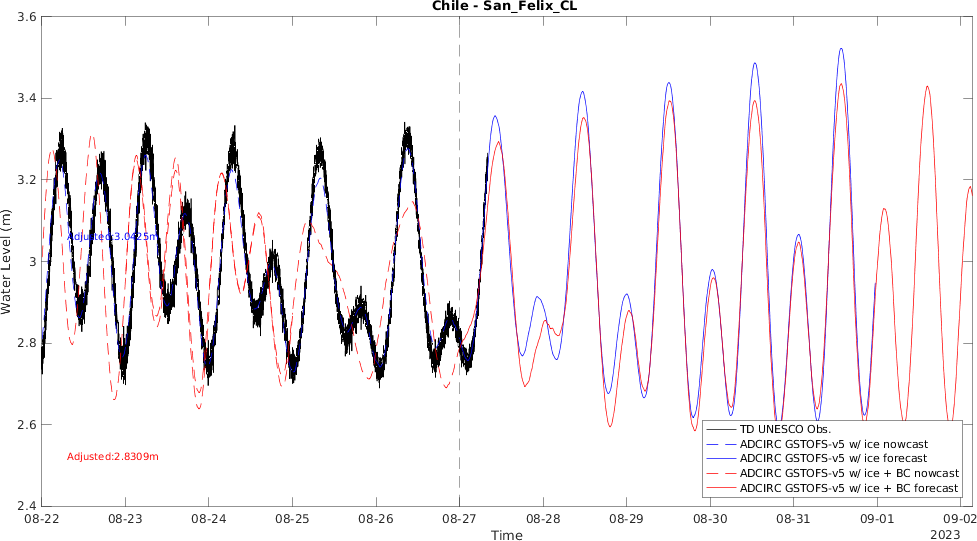 Chile - San_Felix_CL
3.6
3.4
3.2
3
2.8
2.6
2.4
Water Level (m)
Adjusted:3.0425m
Adjusted:2.8309m
TD UNESCO Obs.
ADCIRC GSTOFS-v5 w/ ice nowcast
ADCIRC GSTOFS-v5 w/ ice forecast
ADCIRC GSTOFS-v5 w/ ice + BC nowcast
ADCIRC GSTOFS-v5 w/ ice + BC forecast
08-22 08-23 08-24 08-25 08-26 08-27 08-28 08-29 08-30 08-31 09-01 09-02
Time
2023